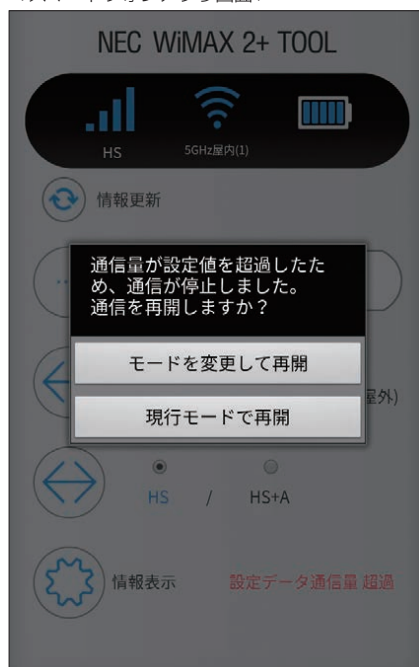 NEC WiMAX 2+ TOOL
HS
5GHz屋内(1)
情報更新
通信量が設定値を超過したた
め、通信が停止しました。
通信を再開しますか？
モードを変更して再開
屋外)
現行モードで再開
HS / HS+A
情報表示
設定データ通信量 超過